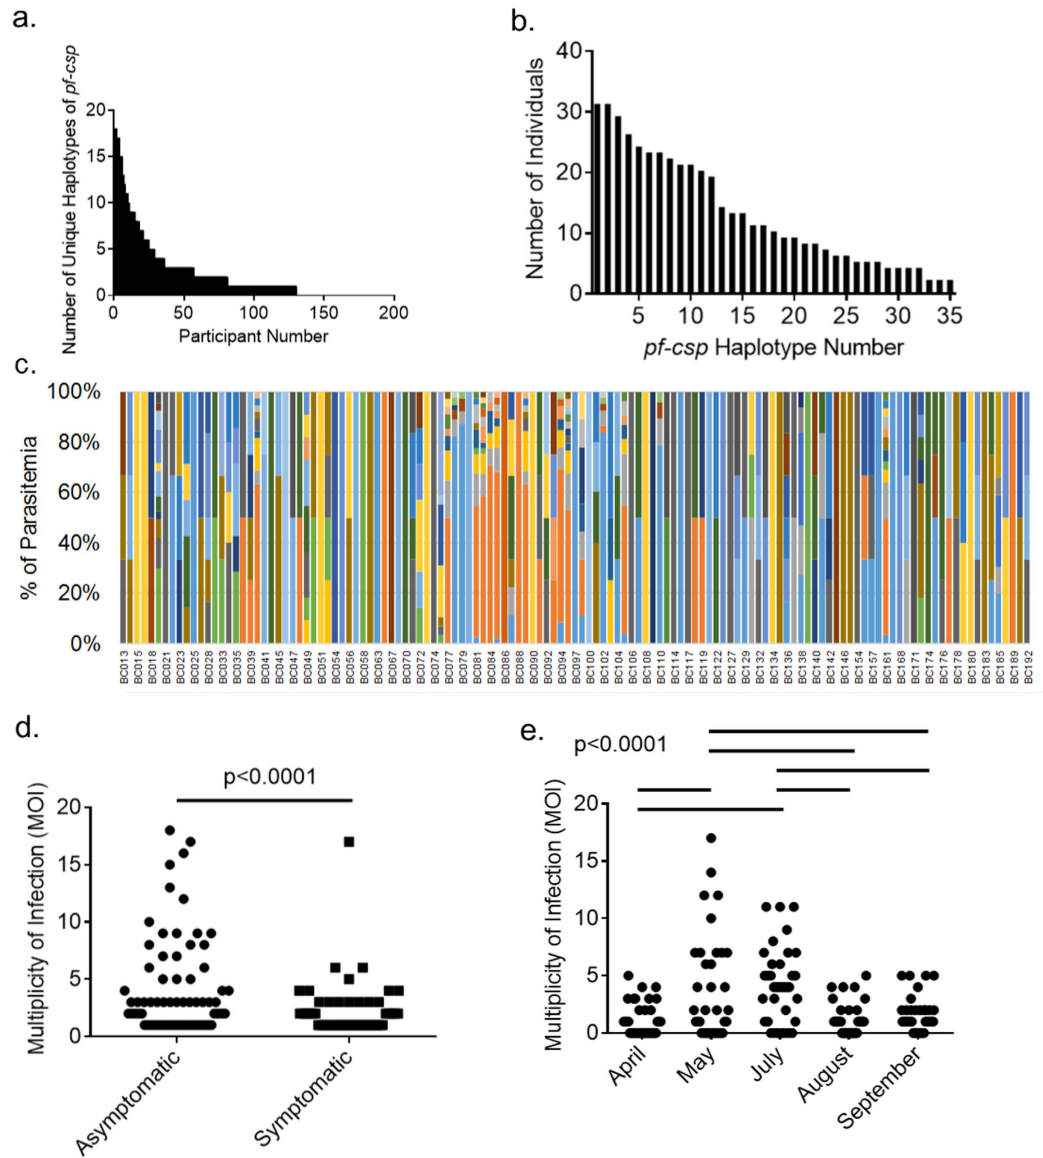 a.
Number of Unique Haplotypes of pf-csp
20
15
10
5
0
0 50 100 150 200
Participant Number
b.
Number of Individuals
40
30
20
10
0
5 10 15 20 25 30 35
pf-csp Haplotype Number
c.
% of Parasitemia
100%
80%
60%
40%
20%
0%
BC013 BC015 BC018 BC021 BC023 BC025 BC028 BC033 BC035 BC039 BC041 BC045 BC047 BC049 BC051 BC054 BC056 BC058 BC063 BC067 BC070 BC072 BC074 BC077 BC079 BC081 BC084 BC086 BC088 BC090 BC092 BC094 BC097 BC100 BC102 BC104 BC106 BC108 BC114 BC117 BC119 BC122 BC127 BC129 BC132 BC134 BC136 BC138 BC140 BC142 BC146 BC154 BC157 BC161 BC168 BC171 BC174 BC176 BC178 BC180 BC183 BC185 BC189 BC192
d.
p<0.0001
Multiplicity of Infection (MOI)
20
15
10
5
0
Asymptomatic Symptomatic
e.
p<0.0001
Multiplicity of Infection (MOI)
20
15
10
5
0
April May July August September